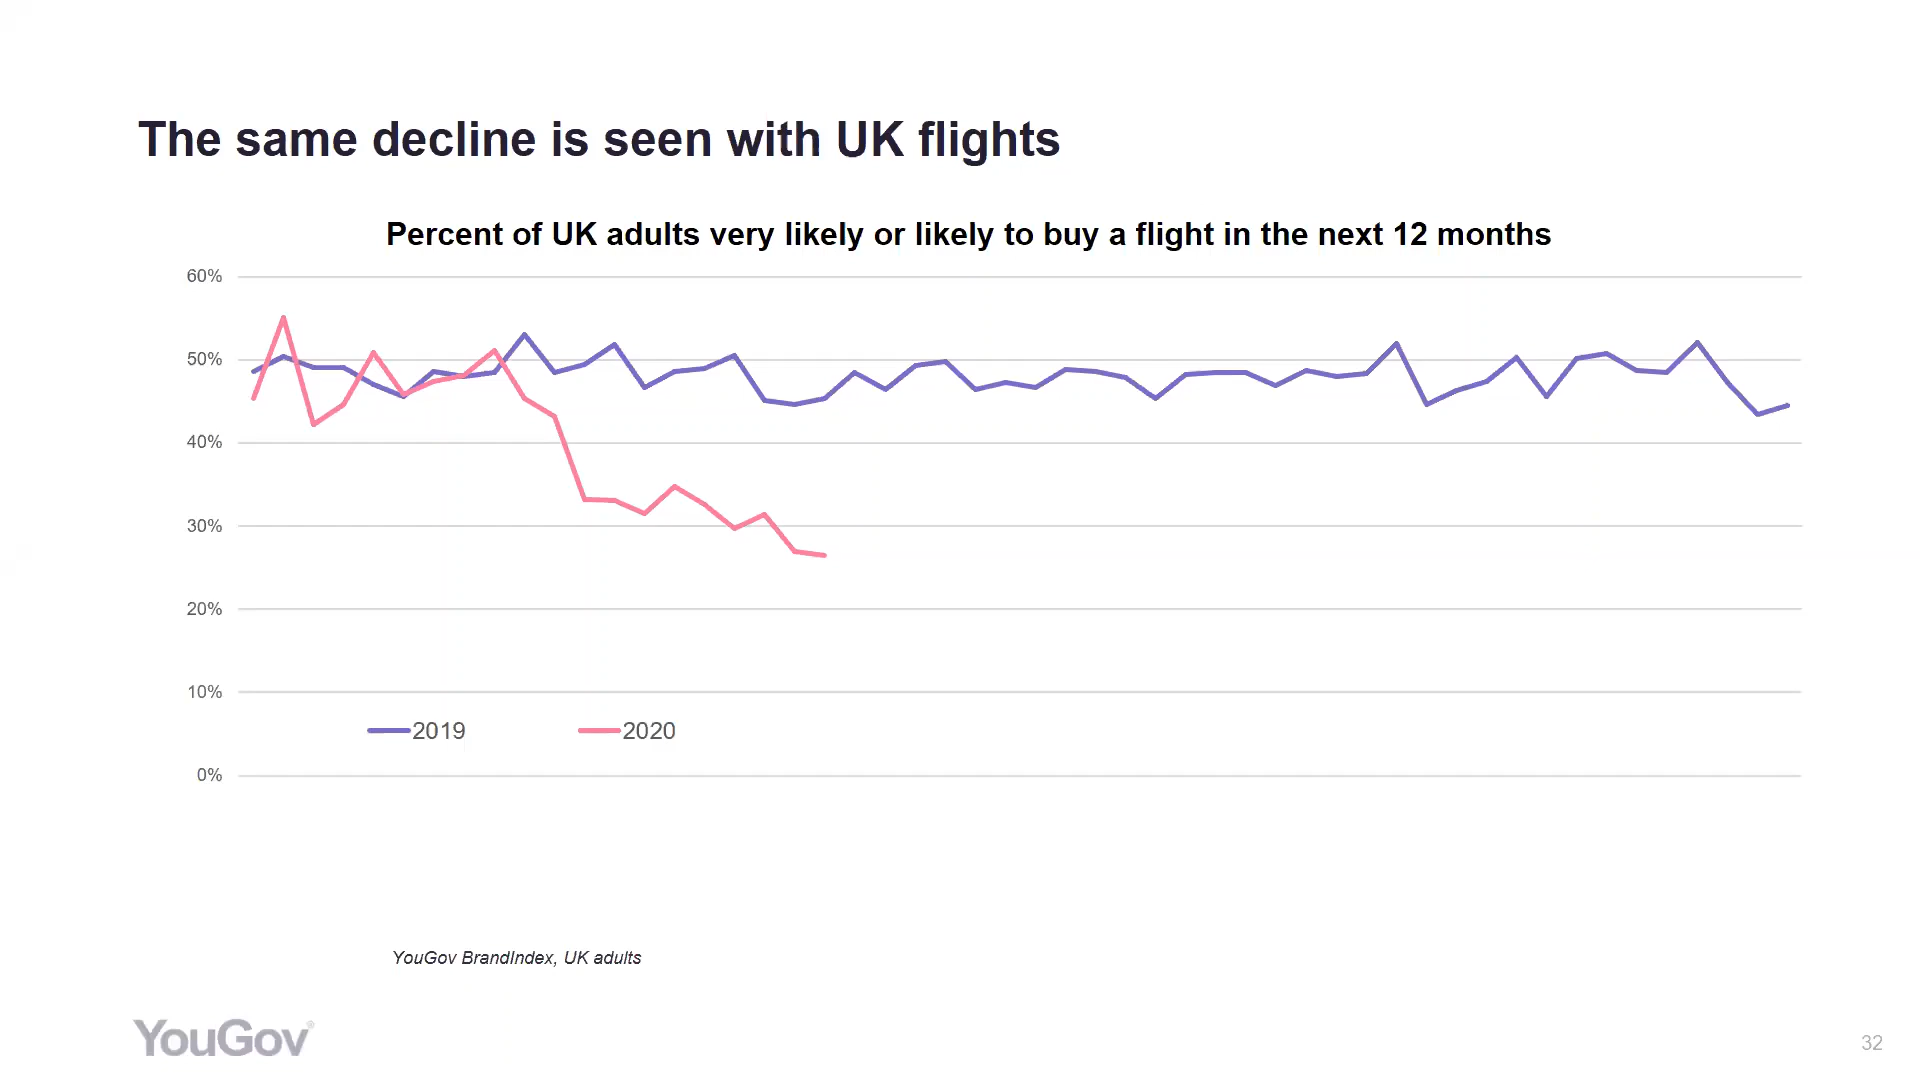 The same decline is seen with UK flights
Percent of UK adults very likely or likely to buy a flight in the next 12 months
60%
50%
40%
30%
20%
10%
0%
2019 2020
YouGov BrandIndex, UK adults
YouGov®
32